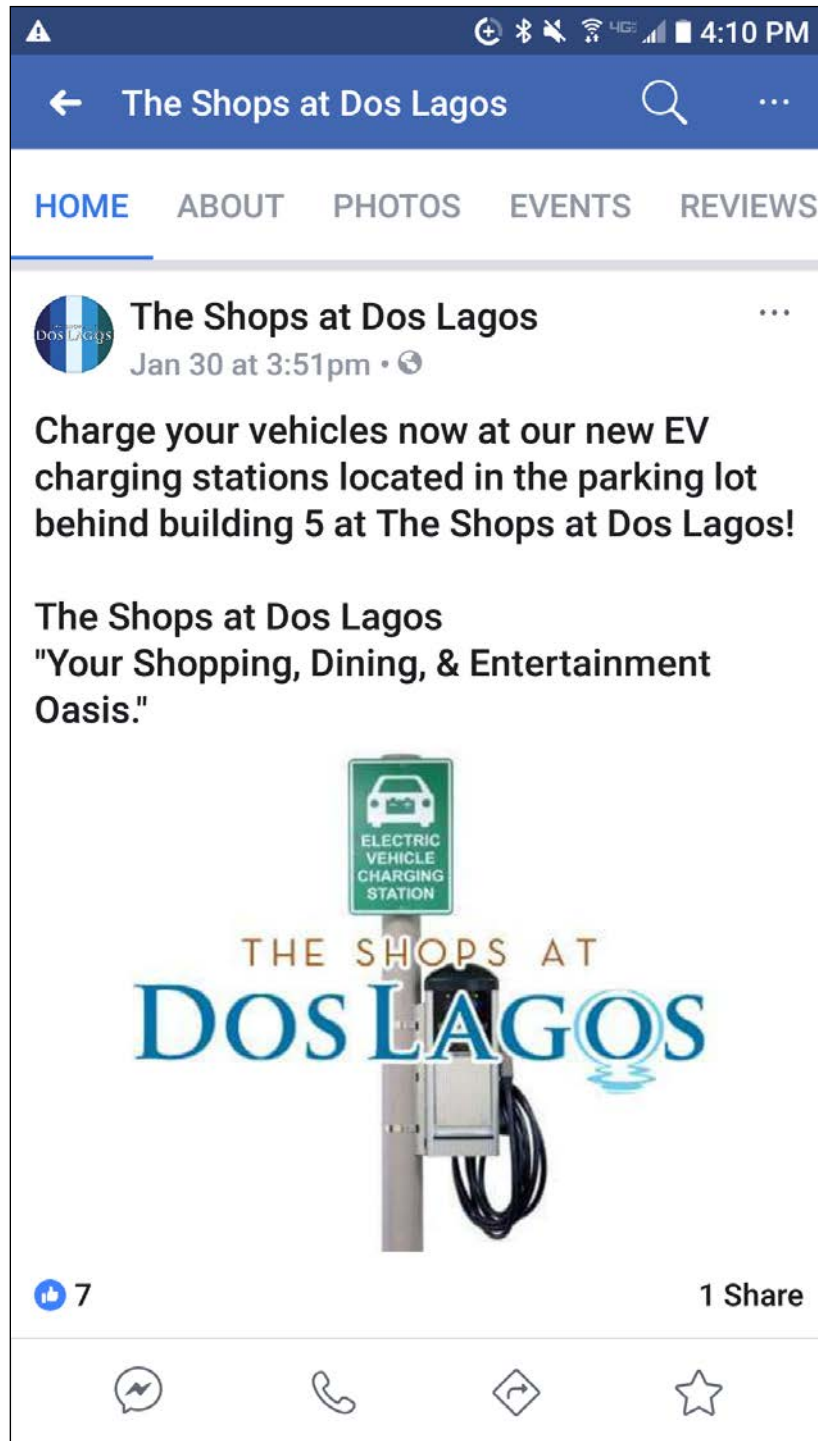 4G 4:10 PM
The Shops at Dos Lagos
HOME ABOUT PHOTOS EVENTS REVIEWS
DOS LAGOS
The Shops at Dos Lagos
Jan 30 at 3:51pm •
Charge your vehicles now at our new EV
charging stations located in the parking lot
behind building 5 at The Shops at Dos Lagos!
The Shops at Dos Lagos
"Your Shopping, Dining, & Entertainment
Oasis."
ELECTRIC
VEHICLE
CHARGING
STATION
THE SHOPS AT
DOS LAGOS
7 1 Share